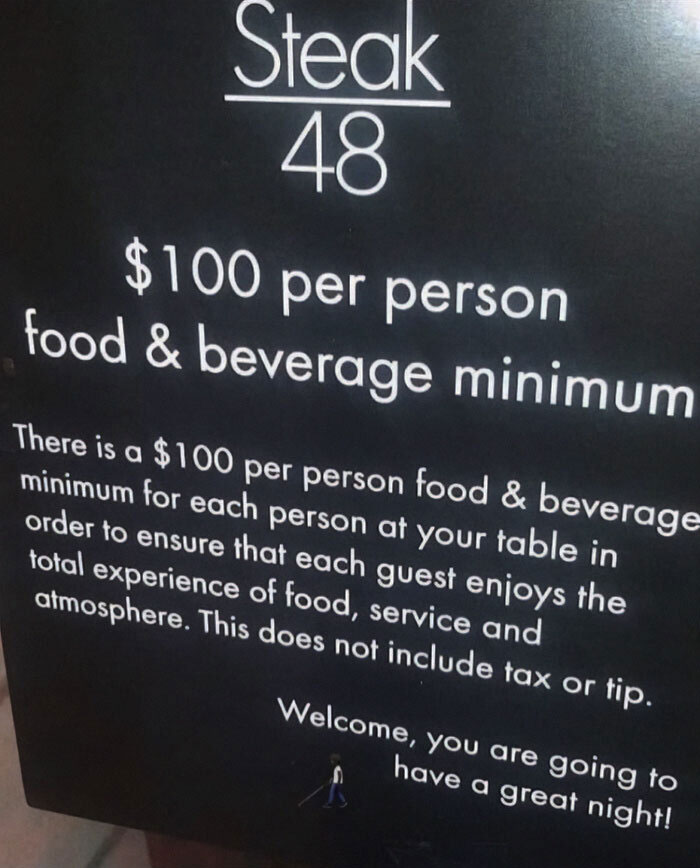 Steak
48
$100 per person
food & beverage minimum
There is a $100 per person food & beverage
minimum for each person at your table in
order to ensure that each guest enjoys the
total experience of food, service and
atmosphere. This does not include tax or tip.
Welcome, you are going to
have a great night!